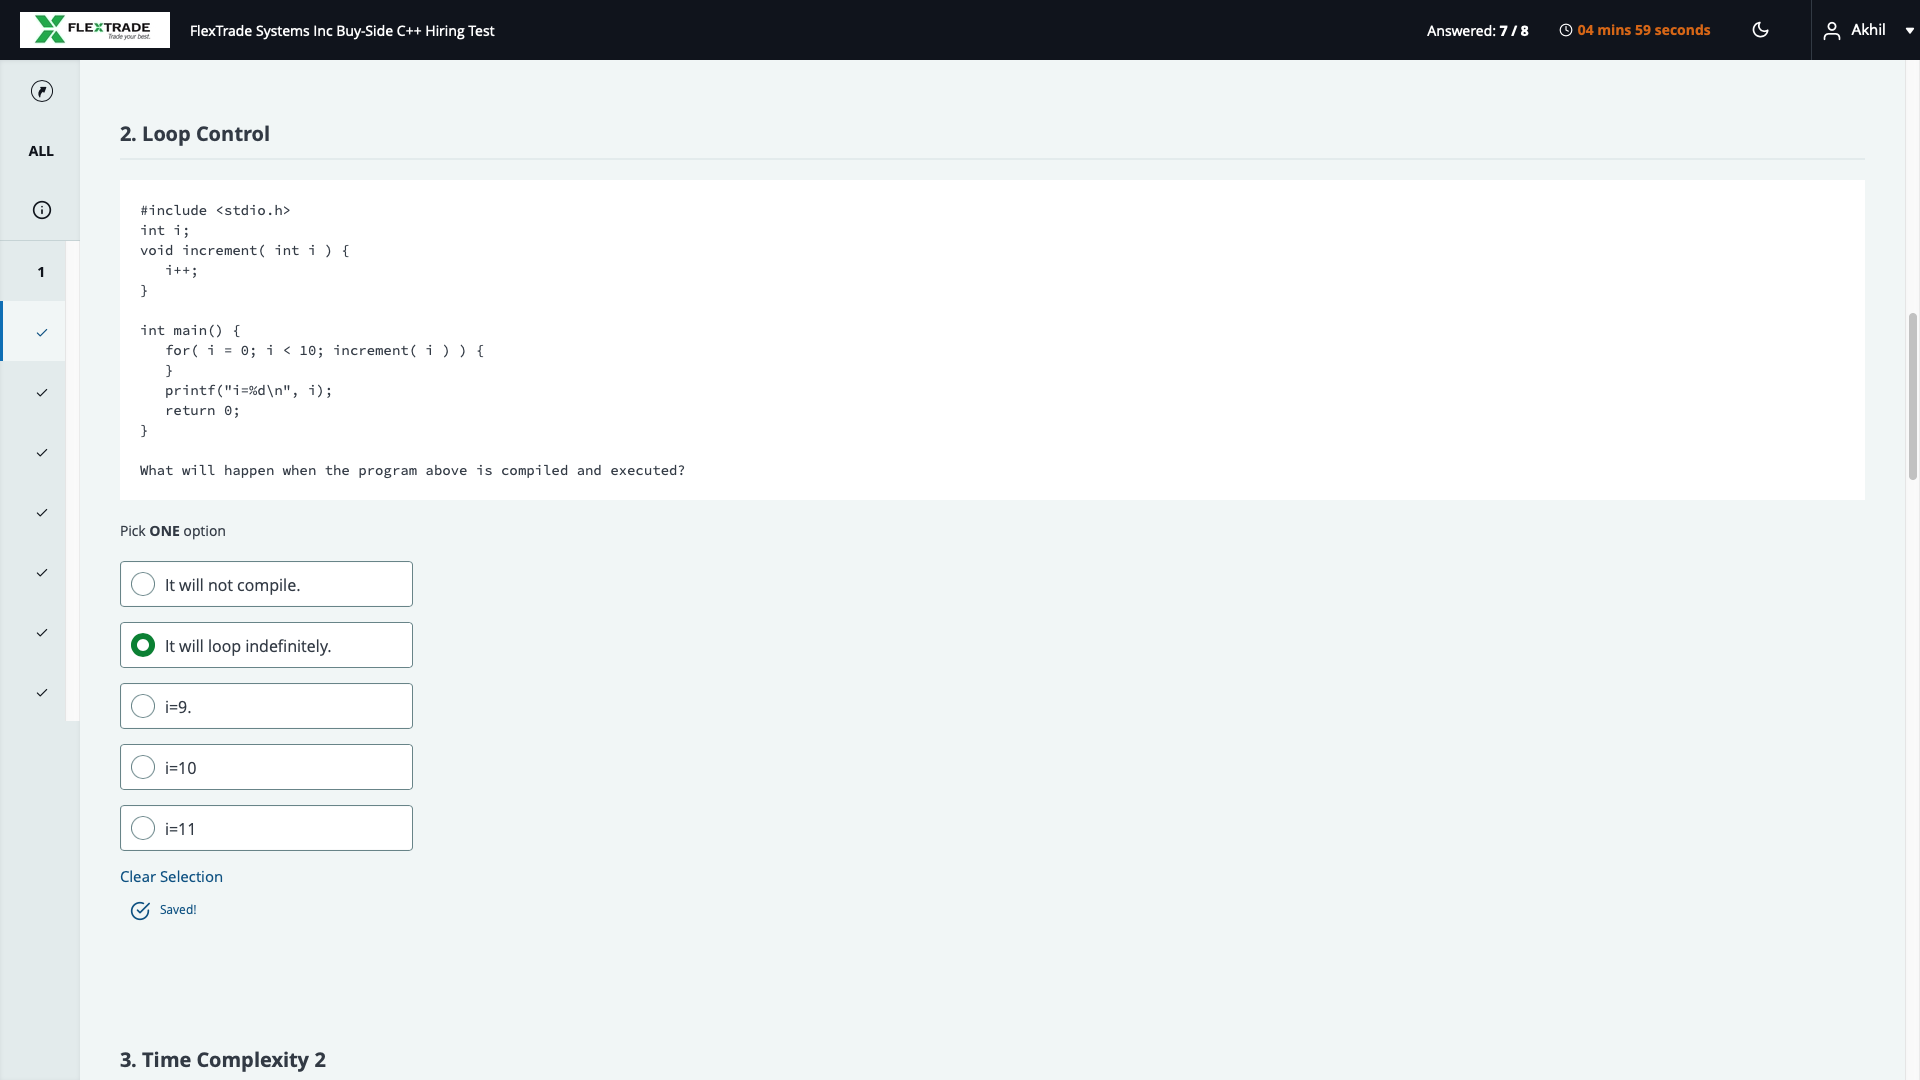 FLEXTRADE
Trade your best.
FlexTrade Systems Inc Buy-Side C++ Hiring Test
Answered: 7 / 8
04 mins 59 seconds
Akhil
ALL
1
2. Loop Control
#include <stdio.h>
int i;
void increment( int i ) {
   i++;
}
int main() {
   for( i = 0; i < 10; increment( i ) ) {
   }
   printf("i=%d\n", i);
   return 0;
}
What will happen when the program above is compiled and executed?
Pick ONE option
It will not compile.
It will loop indefinitely.
i=9.
i=10
i=11
Clear Selection
Saved!
3. Time Complexity 2